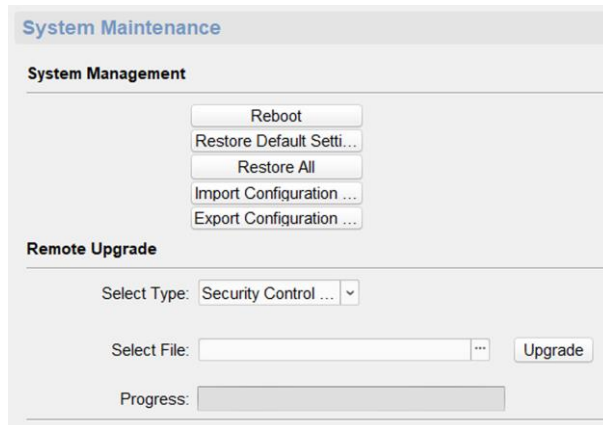 System Maintenance
System Management
Reboot
Restore Default Setti...
Restore All
Import Configuration ...
Export Configuration ...
Remote Upgrade
Select Type: Security Control ...
Select File: ... Upgrade
Progress: